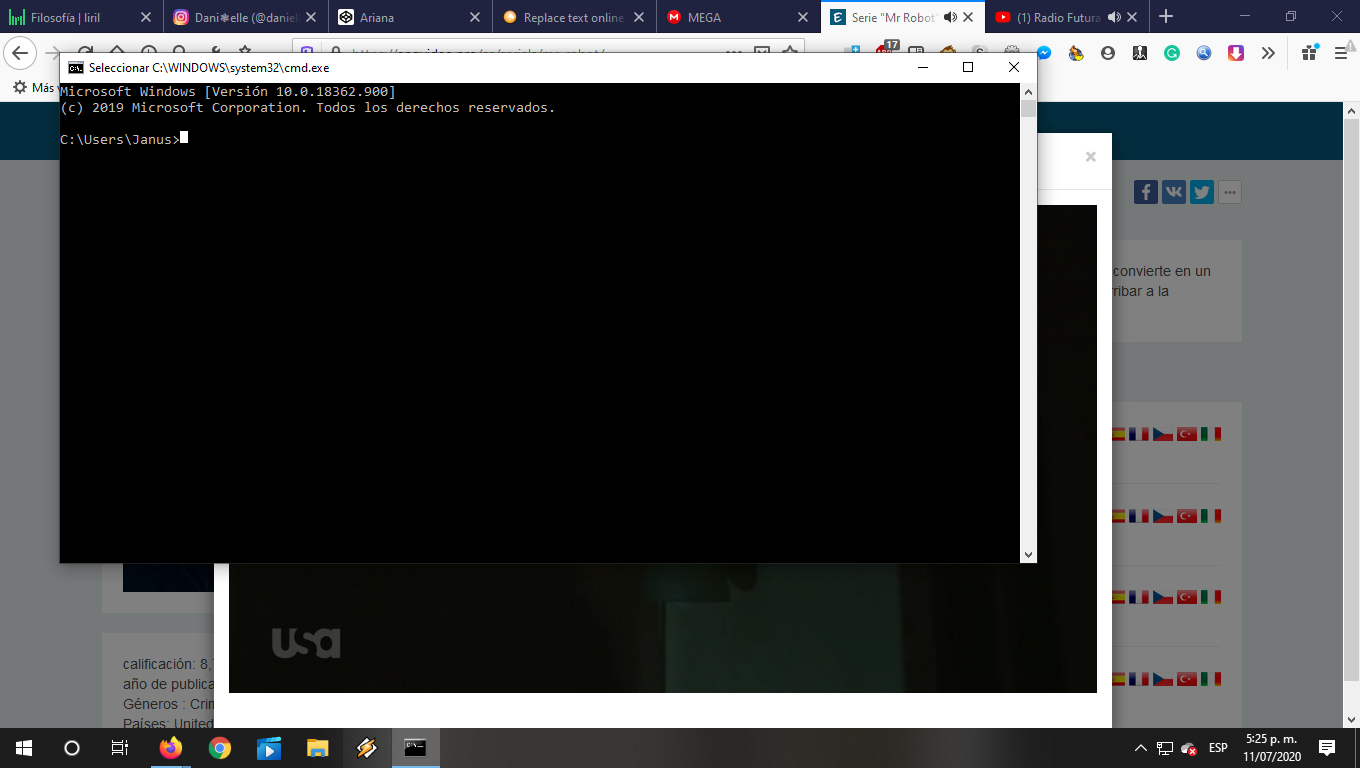 Filosofía | liril
Dani❃elle (@daniel
Ariana
Replace text online
MEGA
Serie "Mr Robot"
(1) Radio Futura
17
Más
Seleccionar C:\WINDOWS\system32\cmd.exe
Microsoft Windows [Versión 10.0.18362.900]
(c) 2019 Microsoft Corporation. Todos los derechos reservados.
C:\Users\Janus>
convierte en un
ribar a la
usa
calificación: 8,
año de publica
Géneros : Crim
Países: United
ESP
5:25 p. m.
11/07/2020